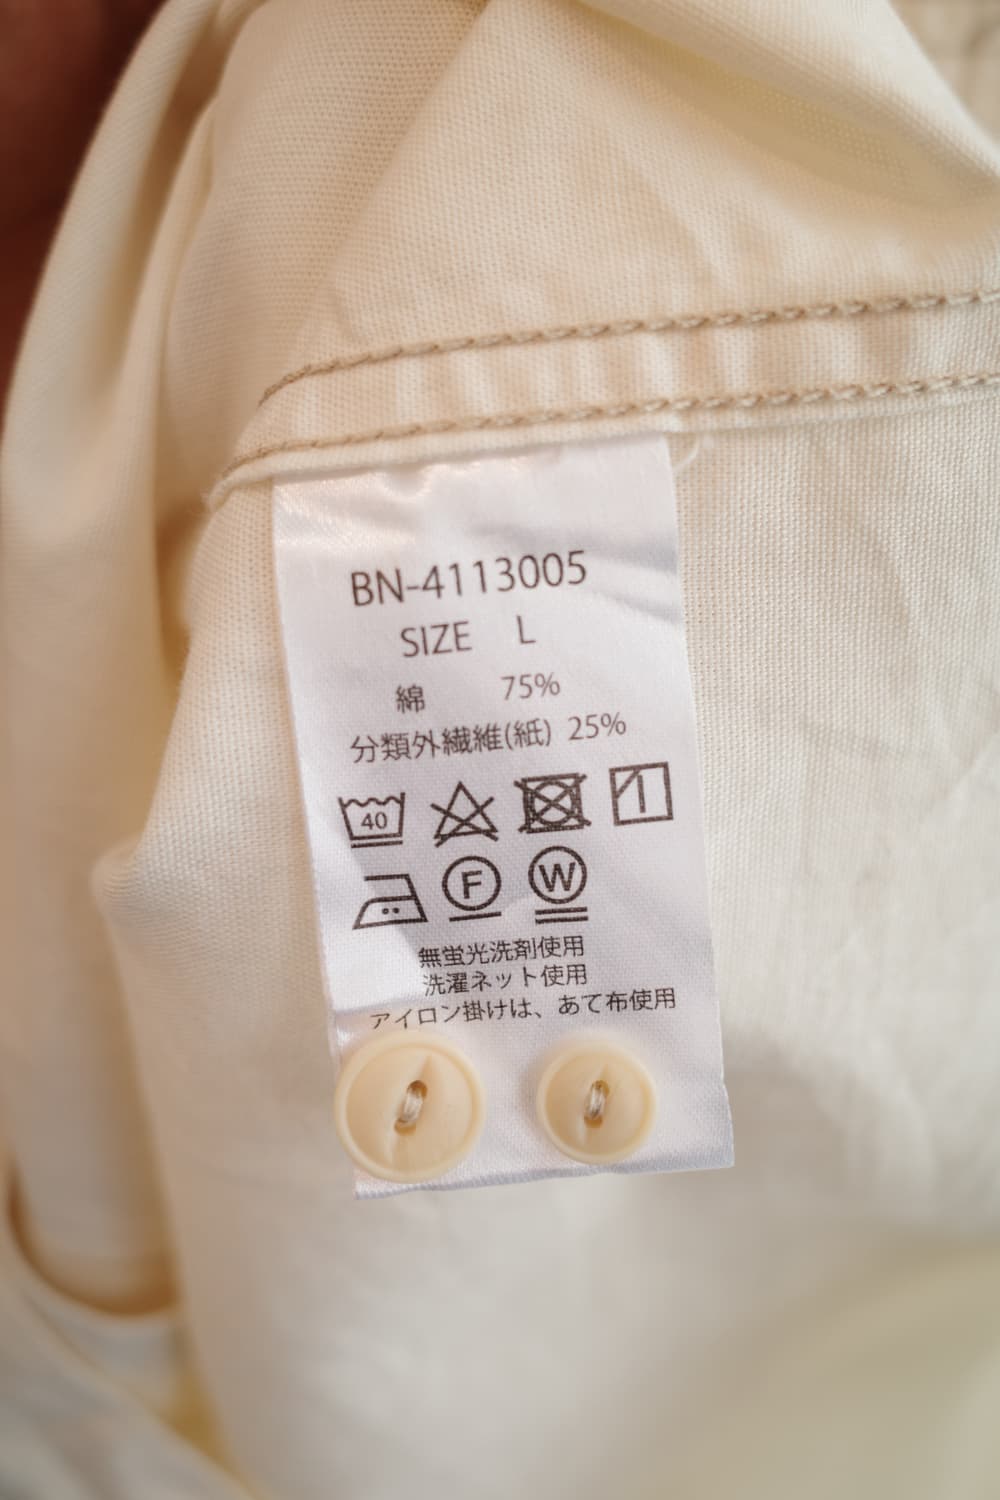 BN-4113005
SIZE L
綿 75%
分類外繊維(紙) 25%
40
F W
無蛍光洗剤使用
洗濯ネット使用
アイロン掛けは、あて布使用